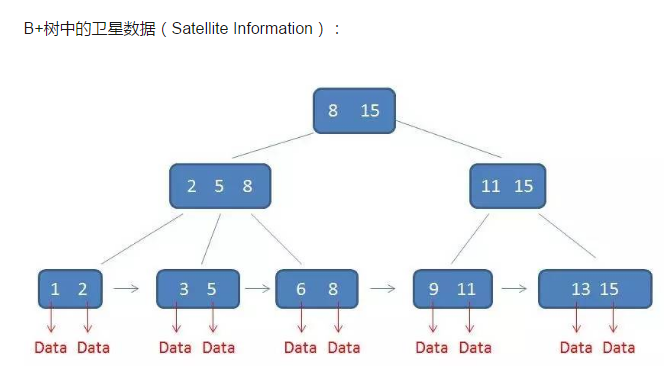 B+树中的卫星数据（Satellite Information）：
8 15
2 5 8 11 15
1 2 3 5 6 8 9 11 13 15
Data Data Data Data Data Data Data Data Data Data